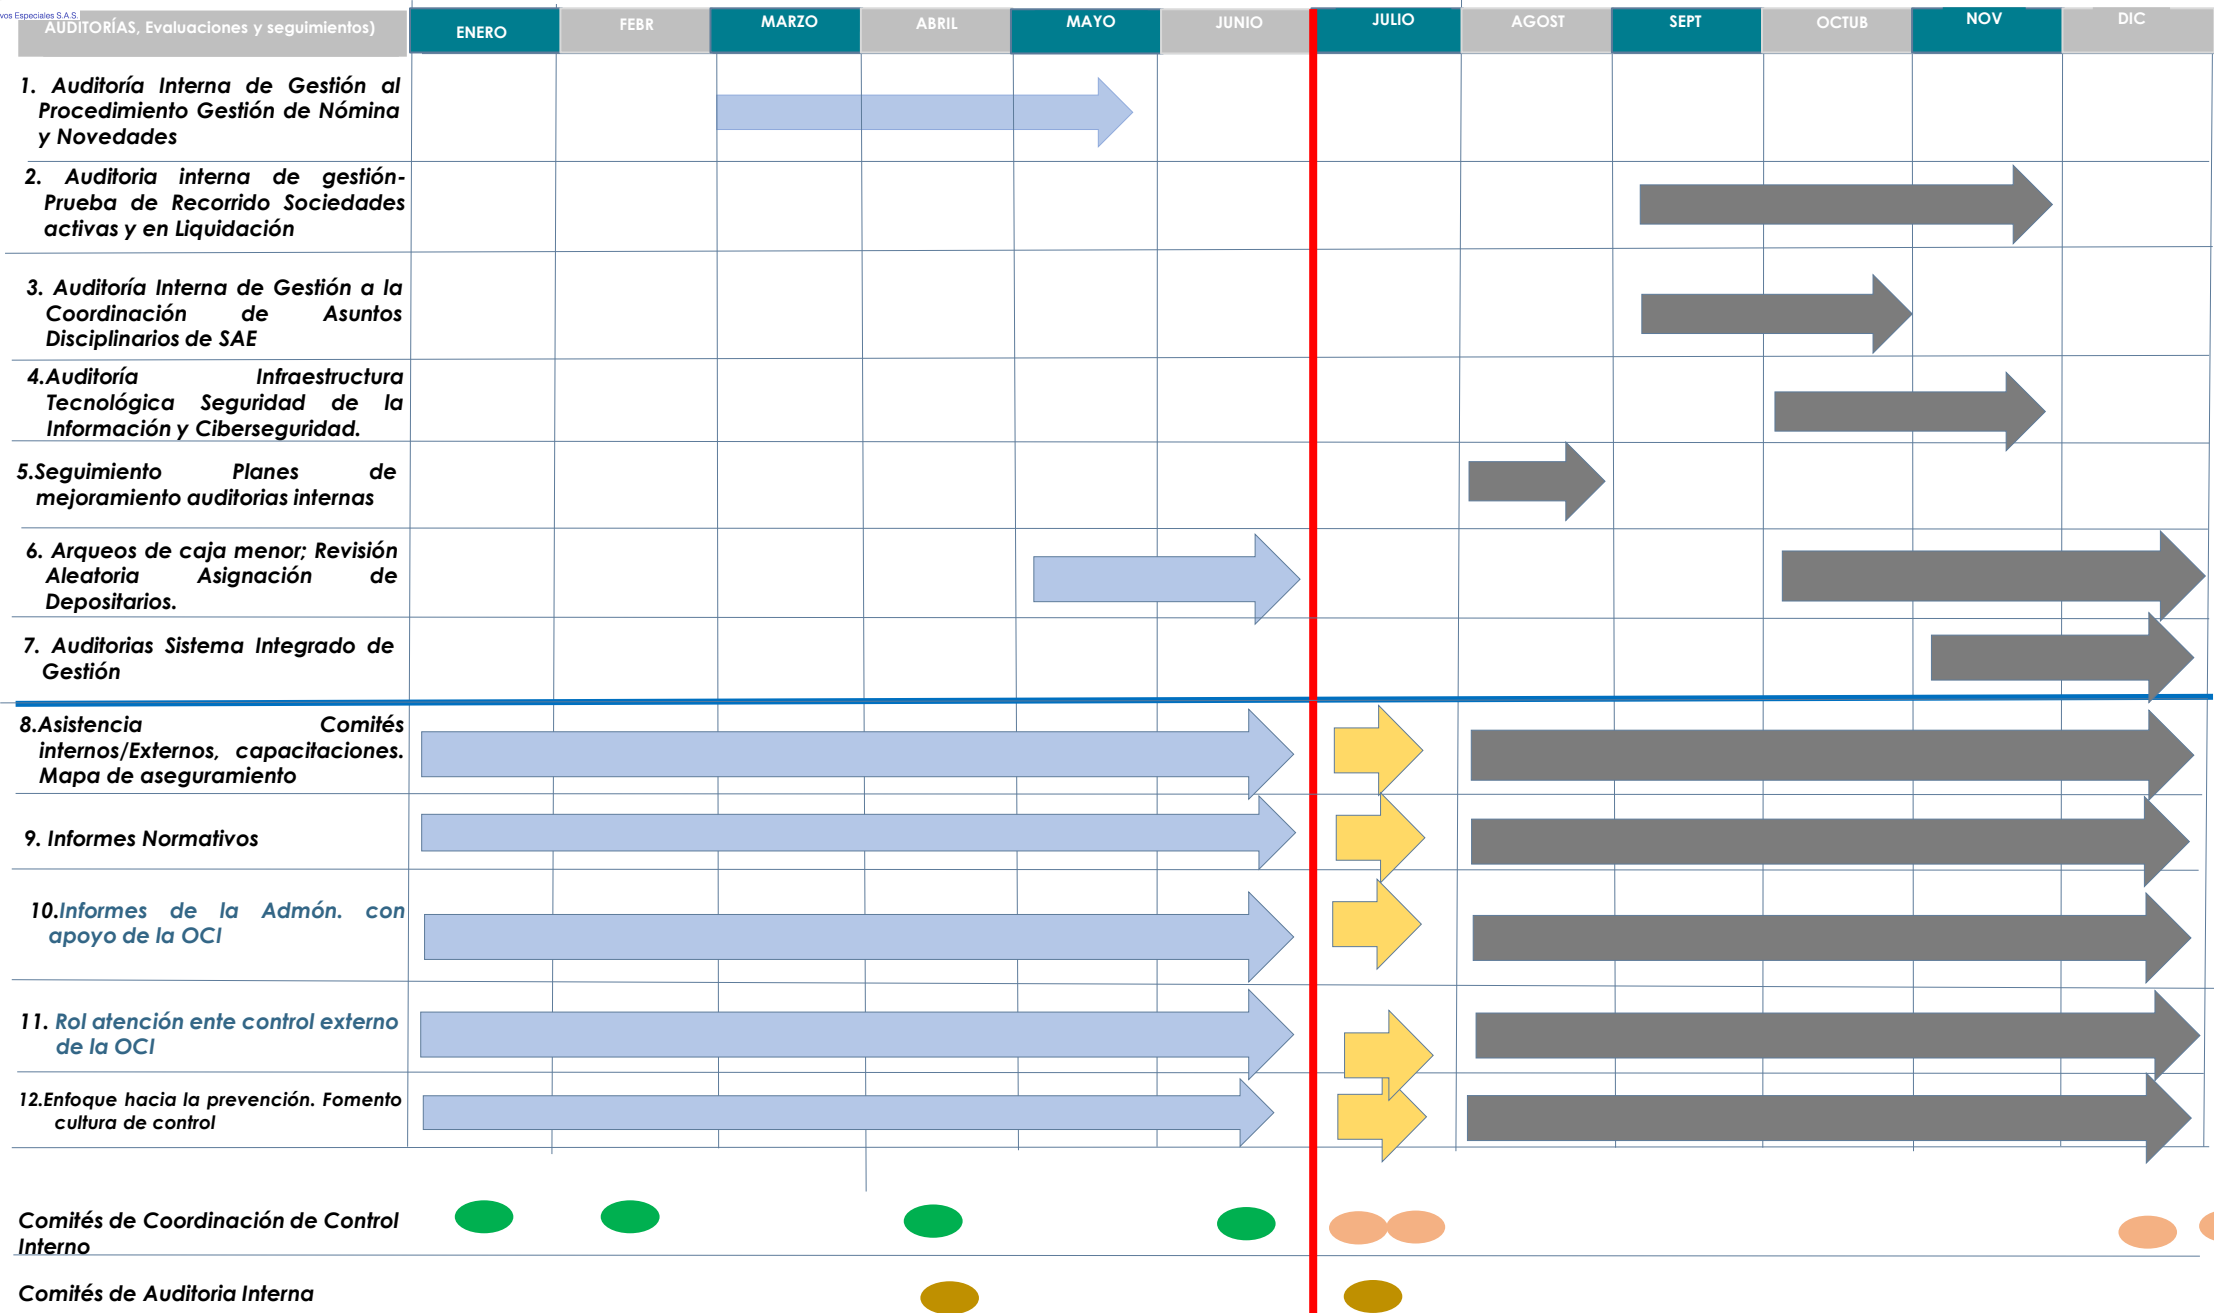 vos Especiales S.A.S.
AUDITORÍAS, Evaluaciones y seguimientos)
ENERO
FEBR
MARZO
ABRIL
MAYO
JUNIO
JULIO
AGOST
SEPT
OCTUB
NOV
DIC
1. Auditoría Interna de Gestión al
Procedimiento Gestión de Nómina
y Novedades
2. Auditoria interna de gestión-
Prueba de Recorrido Sociedades
activas y en Liquidación
3. Auditoría Interna de Gestión a la
Coordinación de Asuntos
Disciplinarios de SAE
4.Auditoría Infraestructura
Tecnológica Seguridad de la
Información y Ciberseguridad.
5.Seguimiento Planes de
mejoramiento auditorias internas
6. Arqueos de caja menor; Revisión
Aleatoria Asignación de
Depositarios.
7. Auditorias Sistema Integrado de
Gestión
8.Asistencia Comités
internos/Externos, capacitaciones.
Mapa de aseguramiento
9. Informes Normativos
10.Informes de la Admón. con
apoyo de la OCI
11. Rol atención ente control externo
de la OCI
12.Enfoque hacia la prevención. Fomento
cultura de control
Comités de Coordinación de Control
Interno
Comités de Auditoria Interna